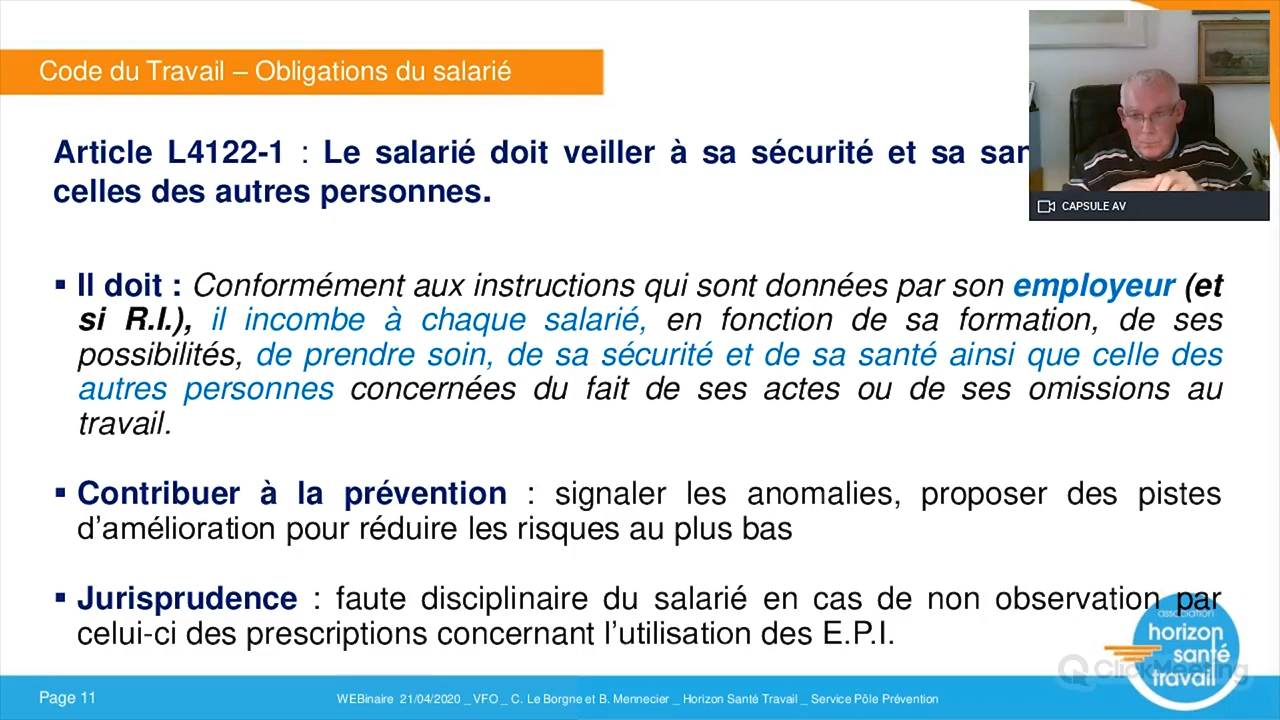 Code du Travail – Obligations du salarié
Article L4122-1 : Le salarié doit veiller à sa sécurité et sa
celles des autres personnes.
CAPSULE AV
▪ Il doit : Conformément aux instructions qui sont données par son employeur (et
si R.I.), il incombe à chaque salarié, en fonction de sa formation, de ses
possibilités, de prendre soin, de sa sécurité et de sa santé ainsi que celle des
autres personnes concernées du fait de ses actes ou de ses omissions au
travail.
▪ Contribuer à la prévention : signaler les anomalies, proposer des pistes
d’amélioration pour réduire les risques au plus bas
▪ Jurisprudence : faute disciplinaire du salarié en cas de non observation par
celui-ci des prescriptions concernant l’utilisation des E.P.I.
association
horizon
santé
travail
ClickMeeting
Page 11
WEBinaire 21/04/2020 _ VFO _ C. Le Borgne et B. Mennecier _ Horizon Santé Travail _ Service Pôle Prévention